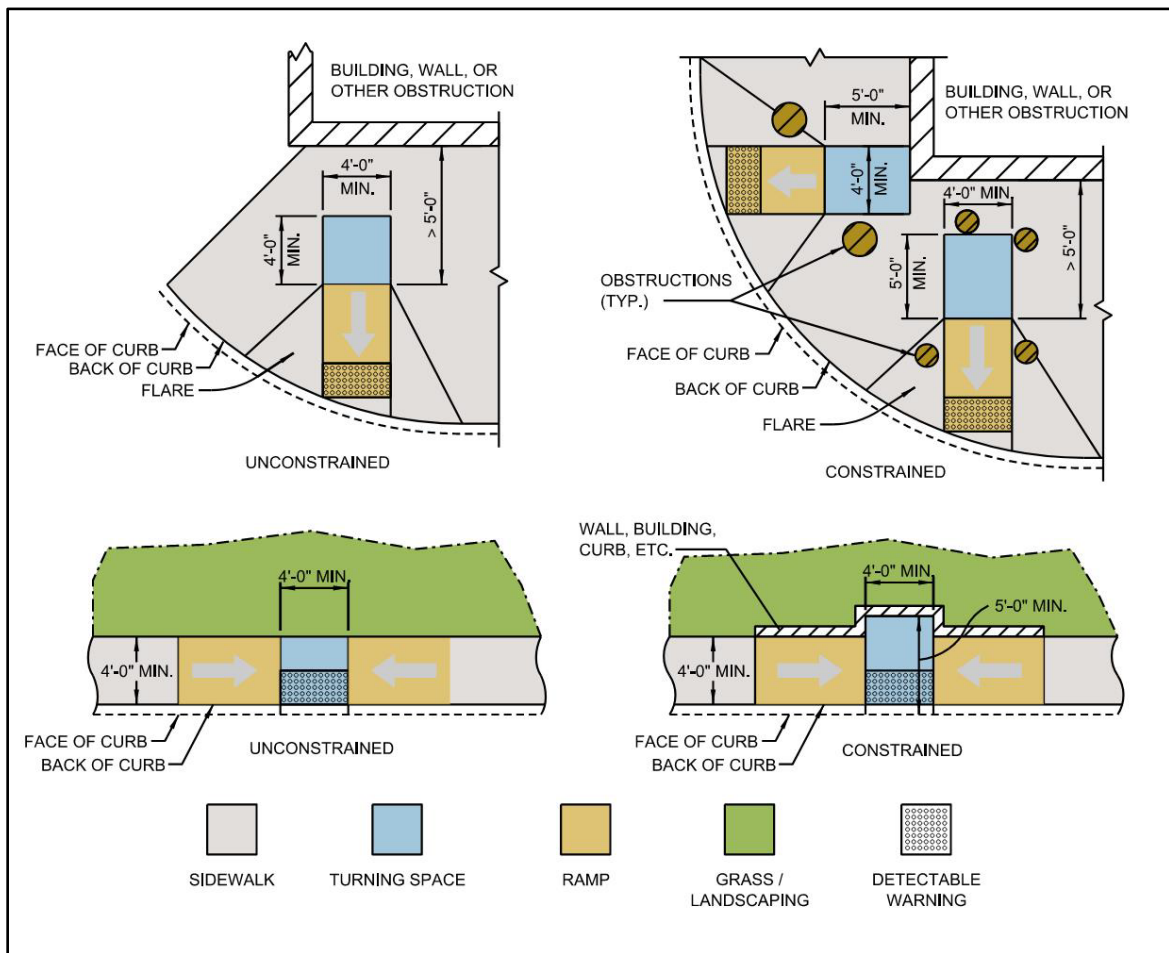 BUILDING, WALL, OR
OTHER OBSTRUCTION
4'-0"
MIN.
4'-0"
MIN.
> 5'-0"
FACE OF CURB
BACK OF CURB
FLARE
UNCONSTRAINED
5'-0"
MIN.
BUILDING, WALL, OR
OTHER OBSTRUCTION
4'-0"
MIN.
4'-0" MIN.
> 5'-0"
5'-0"
MIN.
OBSTRUCTIONS
(TYP.)
FACE OF CURB
BACK OF CURB
FLARE
CONSTRAINED
4'-0" MIN.
4'-0" MIN.
FACE OF CURB
BACK OF CURB
UNCONSTRAINED
WALL, BUILDING,
CURB, ETC.
4'-0" MIN.
5'-0" MIN.
4'-0" MIN.
FACE OF CURB
BACK OF CURB
CONSTRAINED
SIDEWALK
TURNING SPACE
RAMP
GRASS /
LANDSCAPING
DETECTABLE
WARNING